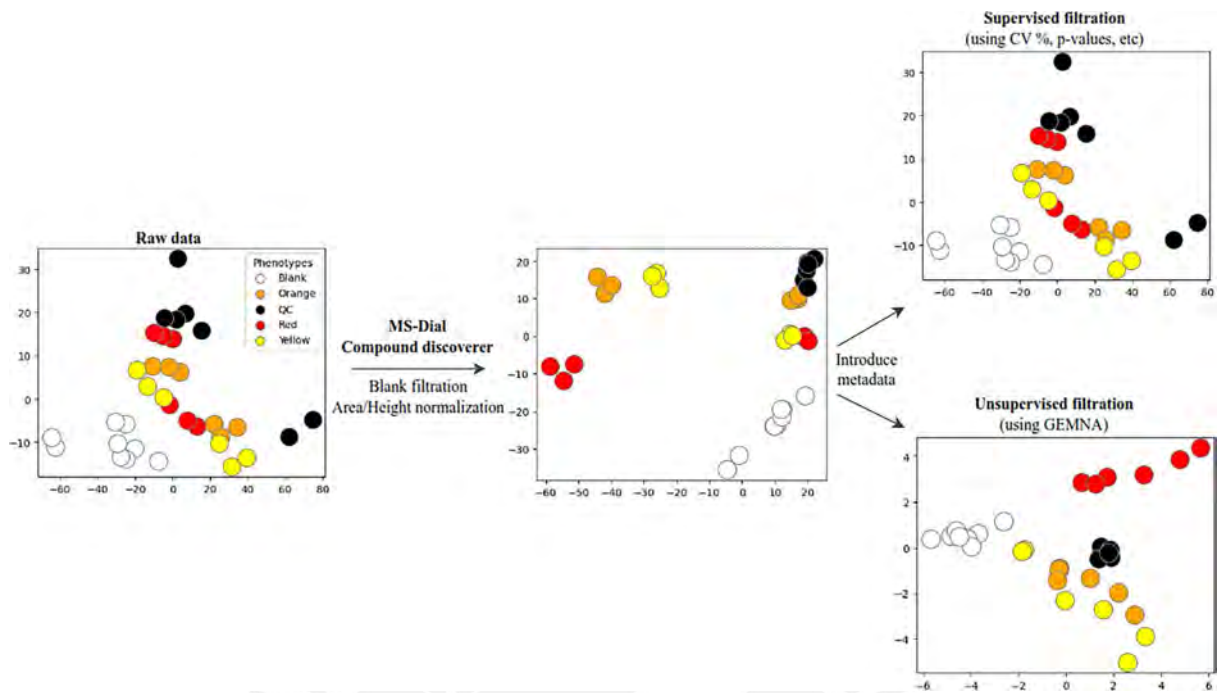 Supervised filtration
(using CV %, p-values, etc)
30
20
10
0
−10
−60 −40 −20 0 20 40 60 80
Raw data
30
20
10
0
−10
−60 −40 −20 0 20 40 60 80
Phenotypes
Blank
Orange
QC
Red
Yellow
MS-Dial
Compound discoverer
Blank filtration
Area/Height normalization
20
10
0
−10
−20
−30
−60 −50 −40 −30 −20 −10 0 10 20
Introduce
metadata
Unsupervised filtration
(using GEMNA)
4
2
0
−2
−4
−6 −4 −2 0 2 4 6